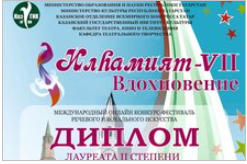 МИНИСТЕРСТВО ОБРАЗОВАНИЯ И НАУКИ РЕСПУБЛИКИ ТАТАРСТАН
МИНИСТЕРСТВО КУЛЬТУРЫ РЕСПУБЛИКИ ТАТАРСТАН
КАЗАНСКОЕ ОТДЕЛЕНИЕ ВСЕМИРНОГО КОНГРЕССА ТАТАР
КАЗАНСКИЙ ГОСУДАРСТВЕННЫЙ ИНСТИТУТ КУЛЬТУРЫ
ФАКУЛЬТЕТ ТЕАТРА, КИНО И ТЕЛЕВИДЕНИЯ
КАФЕДРА ТЕАТРАЛЬНОГО ТВОРЧЕСТВА
Илһамият-VII
Вдохновение
МЕЖДУНАРОДНЫЙ ОНЛАЙН КОНКУРС-ФЕСТИВАЛЬ
РЕЧЕВОГО И ВОКАЛЬНОГО ИСКУССТВА
ДИПЛОМ
ЛАУРЕАТА II СТЕПЕНИ